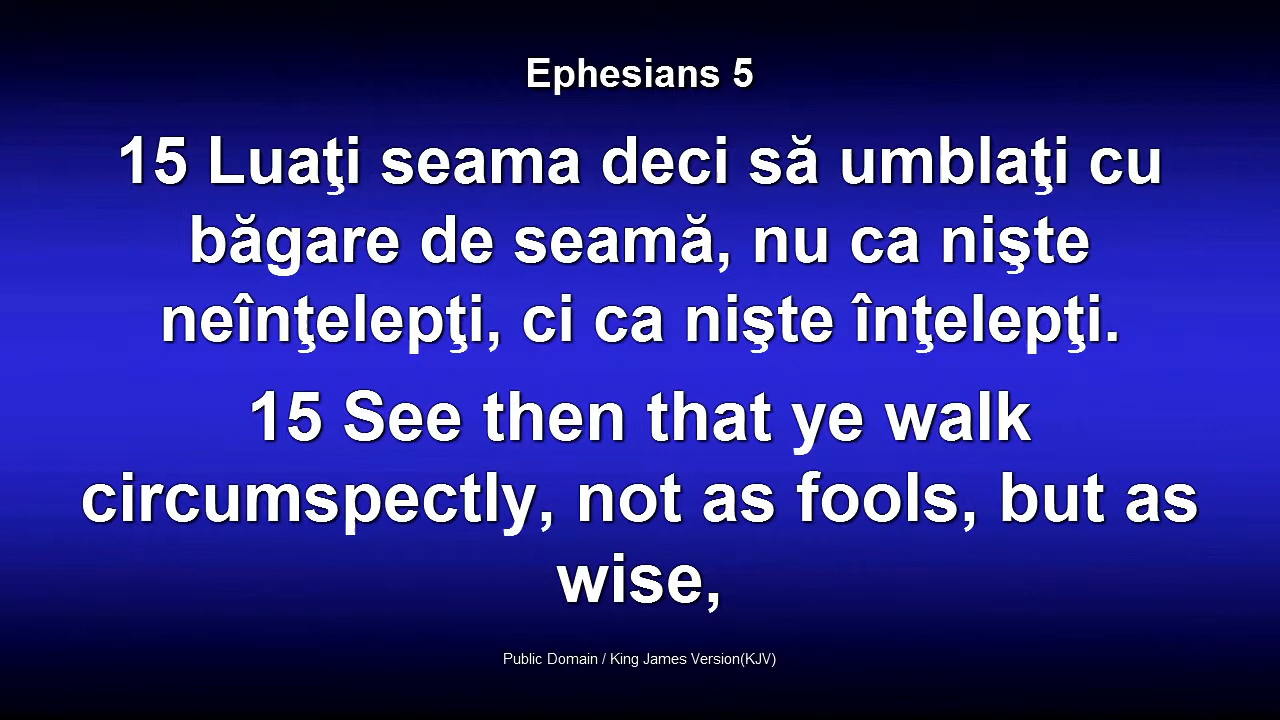 Ephesians 5
15 Luaţi seama deci să umblaţi cu
băgare de seamă, nu ca nişte
neînţelepţi, ci ca nişte înţelepţi.
15 See then that ye walk
circumspectly, not as fools, but as
wise,
Public Domain / King James Version(KJV)